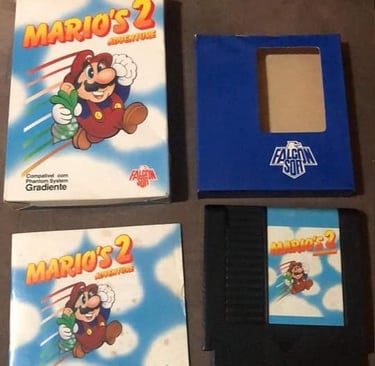 MARIO'S 2
ADVENTURE
Compatível com
Phantom System
Gradiente
FALCON
SOFT
FALCON
SOFT
MARIO'S 2
ADVENTURE
MARIO'S 2